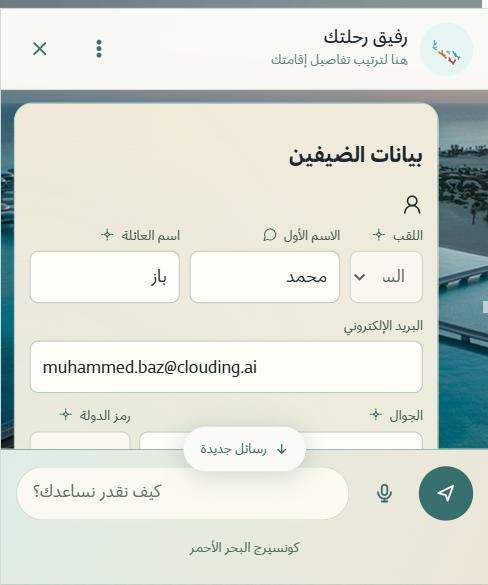 رفيق رحلتك
هنا لترتيب تفاصيل إقامتك
بيانات الضيفين
اللقب
الاسم الأول
اسم العائلة
محمد
باز
البريد الإلكتروني
muhammed.baz@clouding.ai
الجوال
رمز الدولة
رسائل جديدة
كيف نقدر نساعدك؟
كونسيرج البحر الأحمر